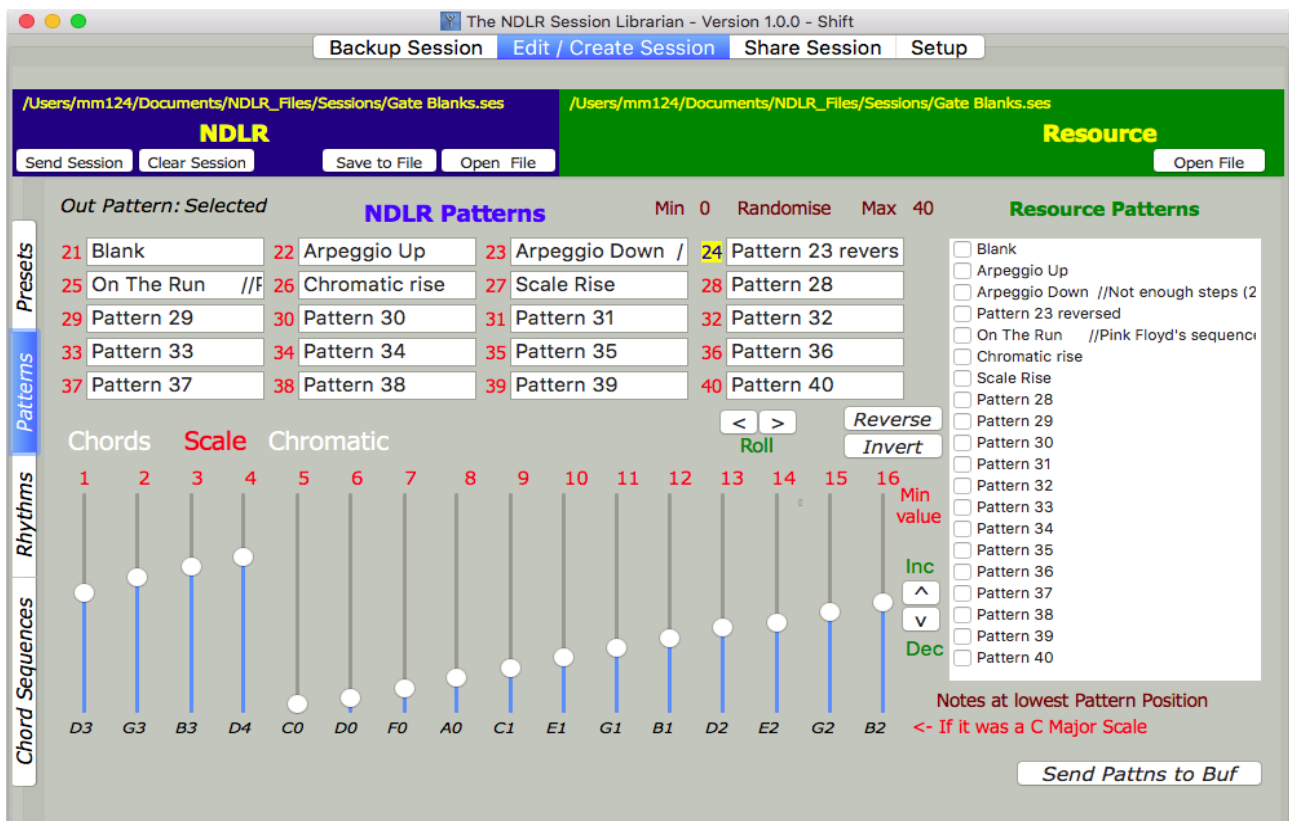 The NDLR Session Librarian - Version 1.0.0 - Shift
Backup Session Edit / Create Session Share Session Setup
/Users/mm124/Documents/NDLR_Files/Sessions/Gate Blanks.ses
NDLR
Send Session Clear Session Save to File Open File
/Users/mm124/Documents/NDLR_Files/Sessions/Gate Blanks.ses
Resource
Open File
Presets
Patterns
Rhythms
Chord Sequences
Out Pattern: Selected NDLR Patterns Min 0 Randomise Max 40
21 Blank 22 Arpeggio Up 23 Arpeggio Down / 24 Pattern 23 revers
25 On The Run //F 26 Chromatic rise 27 Scale Rise 28 Pattern 28
29 Pattern 29 30 Pattern 30 31 Pattern 31 32 Pattern 32
33 Pattern 33 34 Pattern 34 35 Pattern 35 36 Pattern 36
37 Pattern 37 38 Pattern 38 39 Pattern 39 40 Pattern 40
< > Reverse
Roll Invert
Chords Scale Chromatic
1 2 3 4 5 6 7 8 9 10 11 12 13 14 15 16
Min
value
Inc
^
v
Dec
D3 G3 B3 D4 C0 D0 F0 A0 C1 E1 G1 B1 D2 E2 G2 B2
Resource Patterns
Blank
Arpeggio Up
Arpeggio Down //Not enough steps (2
Pattern 23 reversed
On The Run //Pink Floyd's sequence
Chromatic rise
Scale Rise
Pattern 28
Pattern 29
Pattern 30
Pattern 31
Pattern 32
Pattern 33
Pattern 34
Pattern 35
Pattern 36
Pattern 37
Pattern 38
Pattern 39
Pattern 40
Notes at lowest Pattern Position
<- If it was a C Major Scale
Send Pattns to Buf